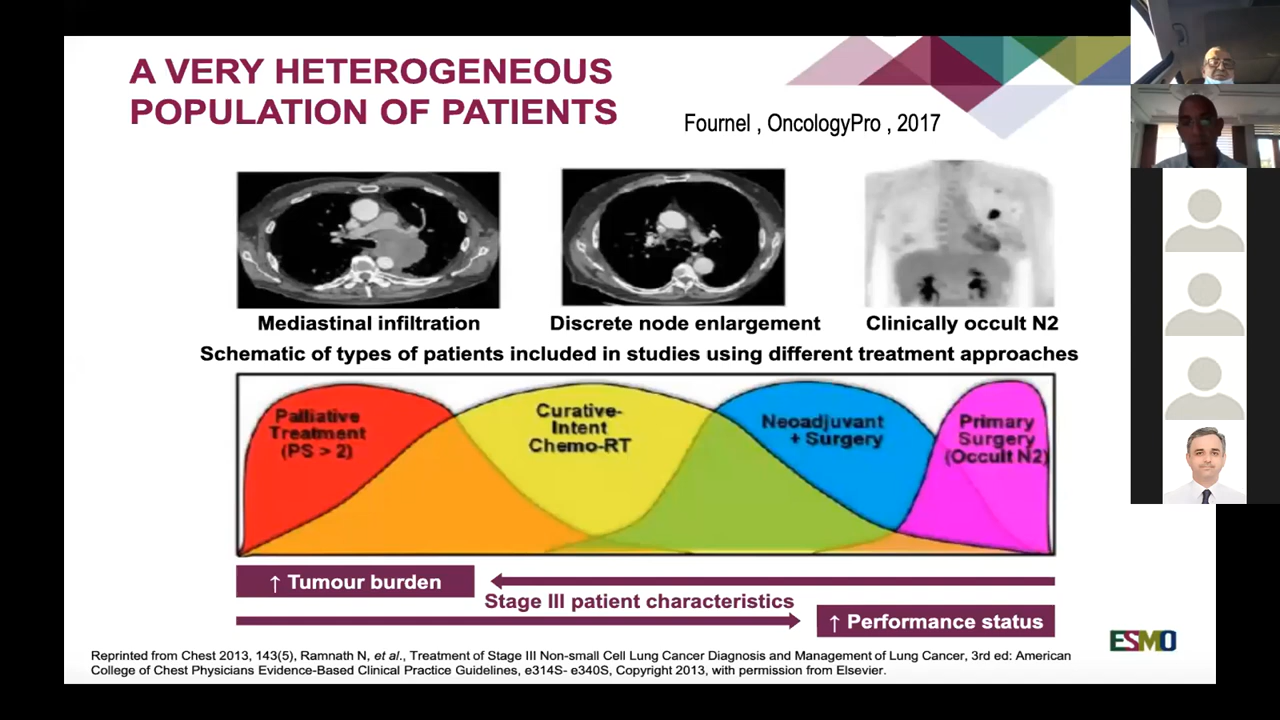 A VERY HETEROGENEOUS
POPULATION OF PATIENTS
Fournel , OncologyPro , 2017
Mediastinal infiltration
Discrete node enlargement
Clinically occult N2
Schematic of types of patients included in studies using different treatment approaches
Palliative
Treatment
(PS > 2)
Curative-
Intent
Chemo-RT
Neoadjuvant
+ Surgery
Primary
Surgery
(Occult N2)
↑ Tumour burden
Stage III patient characteristics
↑ Performance status
ESMO
Reprinted from Chest 2013, 143(5), Ramnath N, et al., Treatment of Stage III Non-small Cell Lung Cancer Diagnosis and Management of Lung Cancer, 3rd ed: American
College of Chest Physicians Evidence-Based Clinical Practice Guidelines, e314S- e340S, Copyright 2013, with permission from Elsevier.